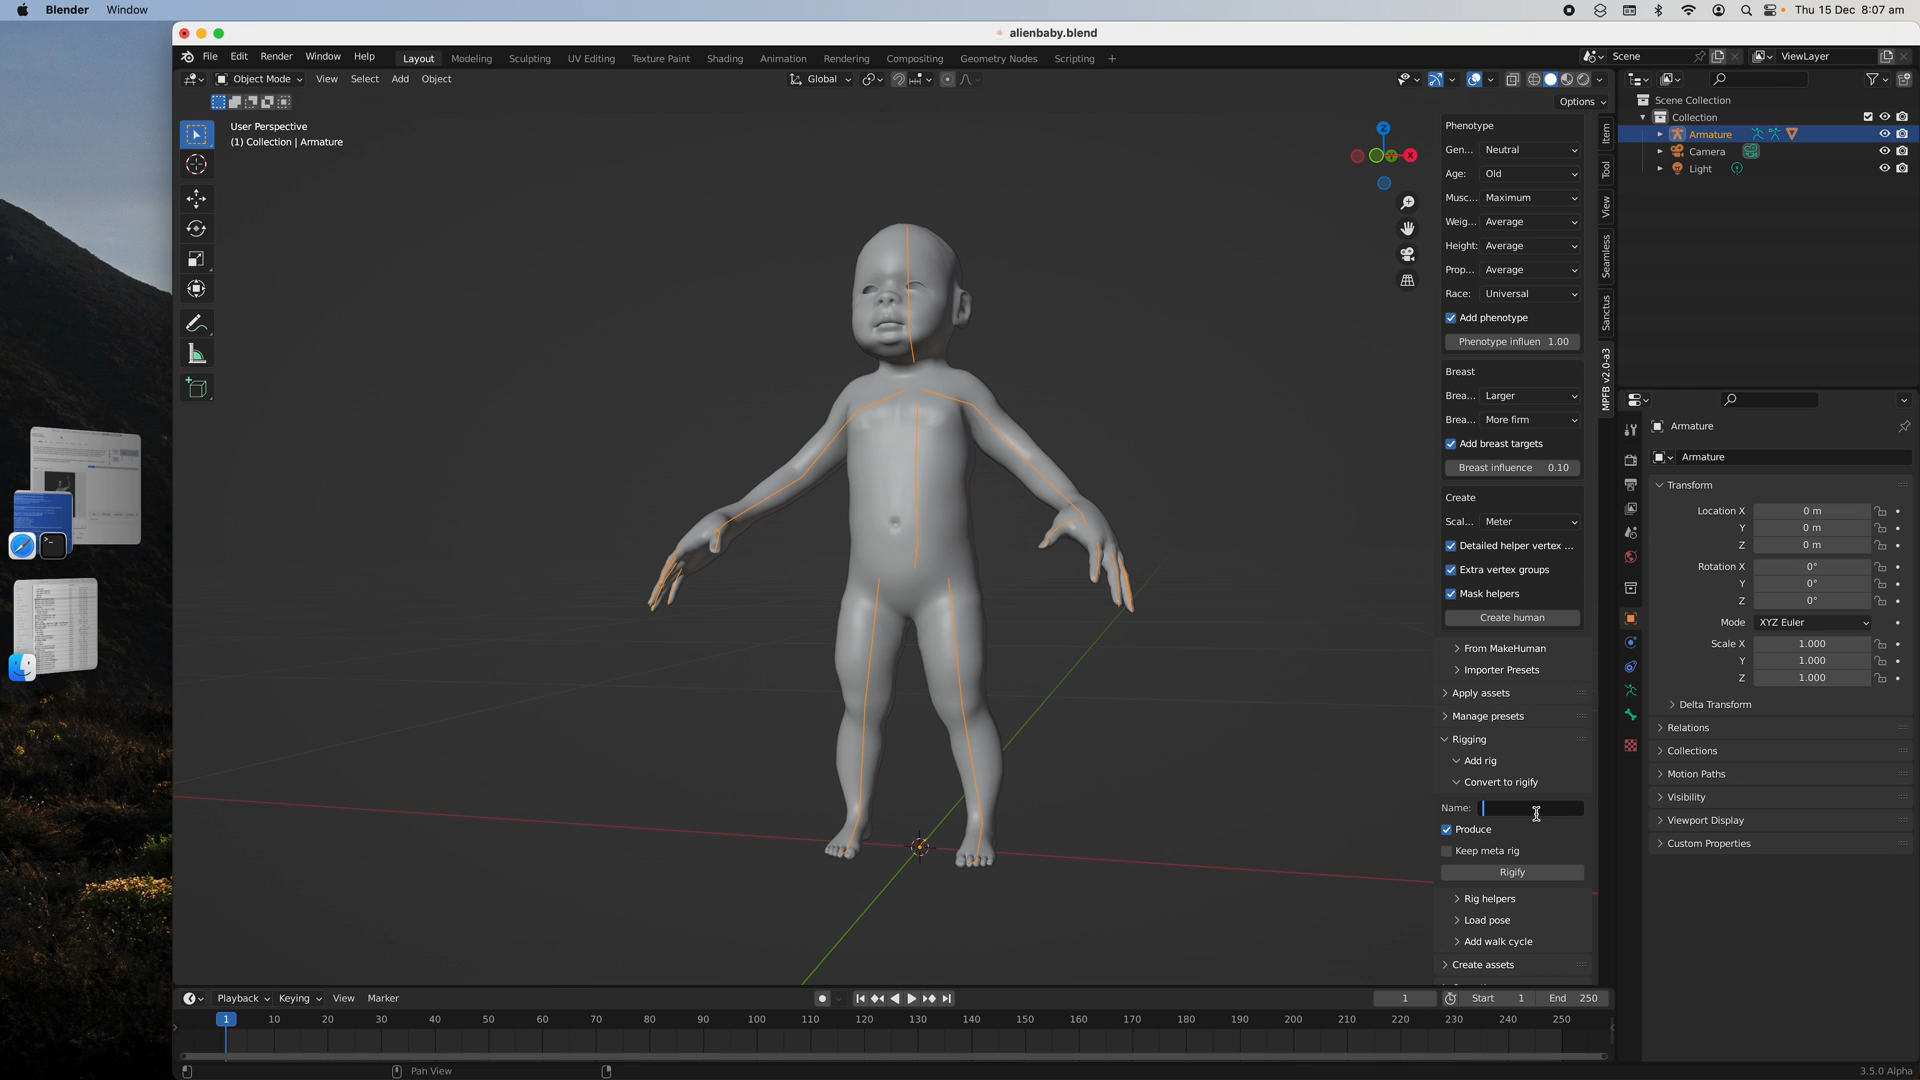 Blender Window Thu 15 Dec 8:07 am
alienbaby.blend
File Edit Render Window Help Layout Modeling Sculpting UV Editing Texture Paint Shading Animation Rendering Compositing Geometry Nodes Scripting + Scene ViewLayer
Object Mode View Select Add Object Global
Options
User Perspective
(1) Collection | Armature
Z
X
Phenotype
Gen... Neutral
Age: Old
Musc... Maximum
Weig... Average
Height: Average
Prop... Average
Race: Universal
Add phenotype
Phenotype influen 1.00
Breast
Brea... Larger
Brea... More firm
Add breast targets
Breast influence 0.10
Create
Scal... Meter
Detailed helper vertex ...
Extra vertex groups
Mask helpers
Create human
From MakeHuman
Importer Presets
Apply assets
Manage presets
Rigging
Add rig
Convert to rigify
Name:
Produce
Keep meta rig
Rigify
Rig helpers
Load pose
Add walk cycle
Create assets
Item
Tool
View
Seamless
Sanctus
MPFB v2.0-a3
Scene Collection
Collection
Armature
Camera
Light
Armature
Armature
Transform
Location X 0 m
Y 0 m
Z 0 m
Rotation X 0°
Y 0°
Z 0°
Mode XYZ Euler
Scale X 1.000
Y 1.000
Z 1.000
Delta Transform
Relations
Collections
Motion Paths
Visibility
Viewport Display
Custom Properties
Playback Keying View Marker 1 Start 1 End 250
1 10 20 30 40 50 60 70 80 90 100 110 120 130 140 150 160 170 180 190 200 210 220 230 240 250
Pan View 3.5.0 Alpha